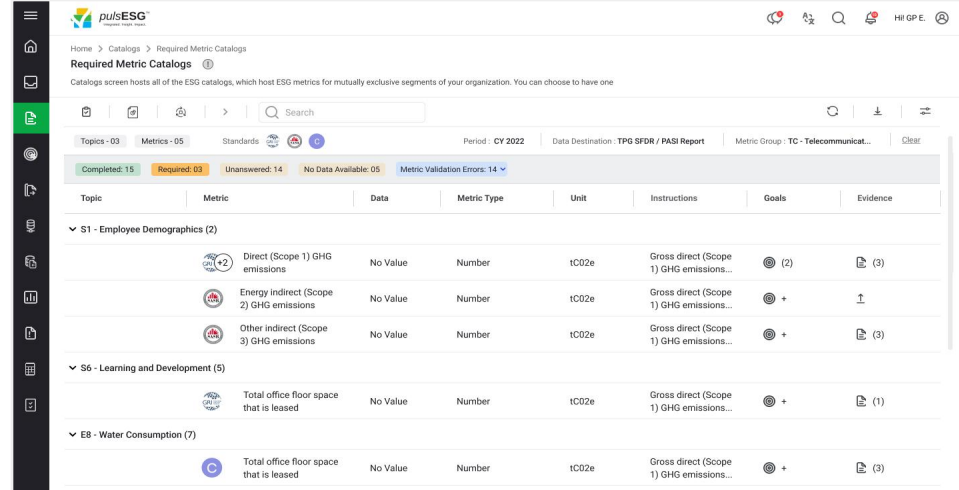 pulsESG™
Integrated. Insight. Impact.
Hi! GP E.
Home > Catalogs > Required Metric Catalogs
Required Metric Catalogs
Catalogs screen hosts all of the ESG catalogs, which host ESG metrics for mutually exclusive segments of your organization. You can choose to have one
Search
Topics - 03 Metrics - 05 Standards GRI C Period : CY 2022 Data Destination : TPG SFDR / PASI Report Metric Group : TC - Telecommunicat... Clear
Completed: 15 Required: 03 Unanswered: 14 No Data Available: 05 Metric Validation Errors: 14
Topic Metric Data Metric Type Unit Instructions Goals Evidence
S1 - Employee Demographics (2)
GRI +2 Direct (Scope 1) GHG emissions No Value Number tC02e Gross direct (Scope 1) GHG emissions... (2) (3)
SASB Energy indirect (Scope 2) GHG emissions No Value Number tC02e Gross direct (Scope 1) GHG emissions... +
SASB Other indirect (Scope 3) GHG emissions No Value Number tC02e Gross direct (Scope 1) GHG emissions... + (3)
S6 - Learning and Development (5)
GRI Total office floor space that is leased No Value Number tC02e Gross direct (Scope 1) GHG emissions... + (1)
E8 - Water Consumption (7)
C Total office floor space that is leased No Value Number tC02e Gross direct (Scope 1) GHG emissions... + (3)